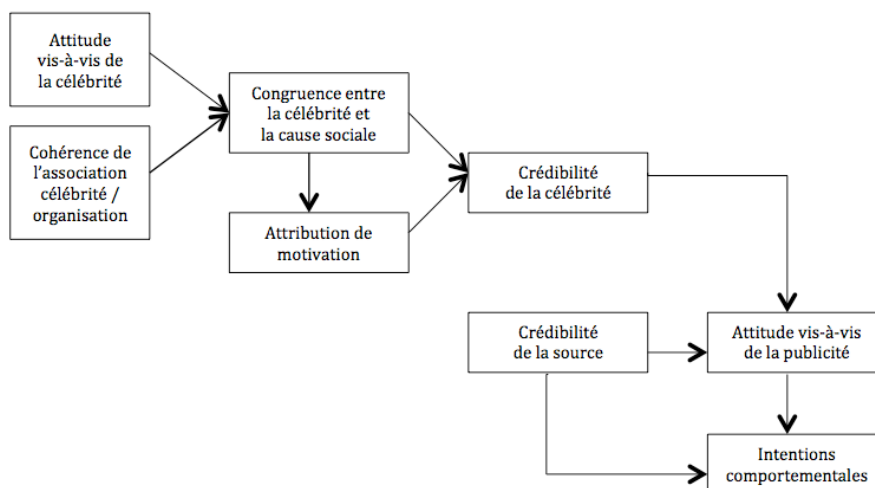 Attitude
vis-à-vis de
la célébrité
Cohérence de
l'association
célébrité /
organisation
Congruence entre
la célébrité et
la cause sociale
Attribution de
motivation
Crédibilité
de la célébrité
Crédibilité
de la source
Attitude vis-à-vis
de la publicité
Intentions
comportementales